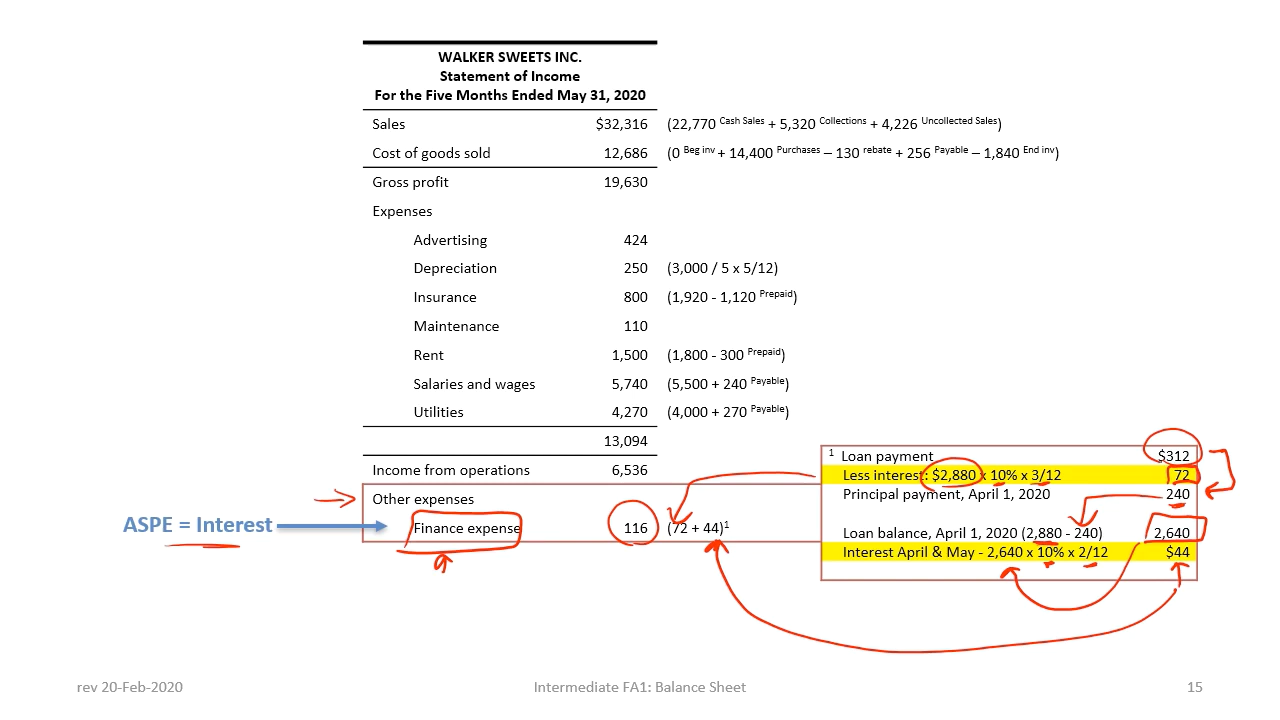 WALKER SWEETS INC.
Statement of Income
For the Five Months Ended May 31, 2020
Sales $32,316 (22,770 Cash Sales + 5,320 Collections + 4,226 Uncollected Sales)
Cost of goods sold 12,686 (0 Beg inv + 14,400 Purchases – 130 rebate + 256 Payable – 1,840 End inv)
Gross profit 19,630
Expenses
Advertising 424
Depreciation 250 (3,000 / 5 x 5/12)
Insurance 800 (1,920 - 1,120 Prepaid)
Maintenance 110
Rent 1,500 (1,800 - 300 Prepaid)
Salaries and wages 5,740 (5,500 + 240 Payable)
Utilities 4,270 (4,000 + 270 Payable)
13,094
Income from operations 6,536
Other expenses
ASPE = Interest
Finance expense 116 (72 + 44)1
1 Loan payment $312
Less interest: $2,880 x 10% x 3/12 72
Principal payment, April 1, 2020 240
Loan balance, April 1, 2020 (2,880 - 240) 2,640
Interest April & May - 2,640 x 10% x 2/12 $44
rev 20-Feb-2020 Intermediate FA1: Balance Sheet 15